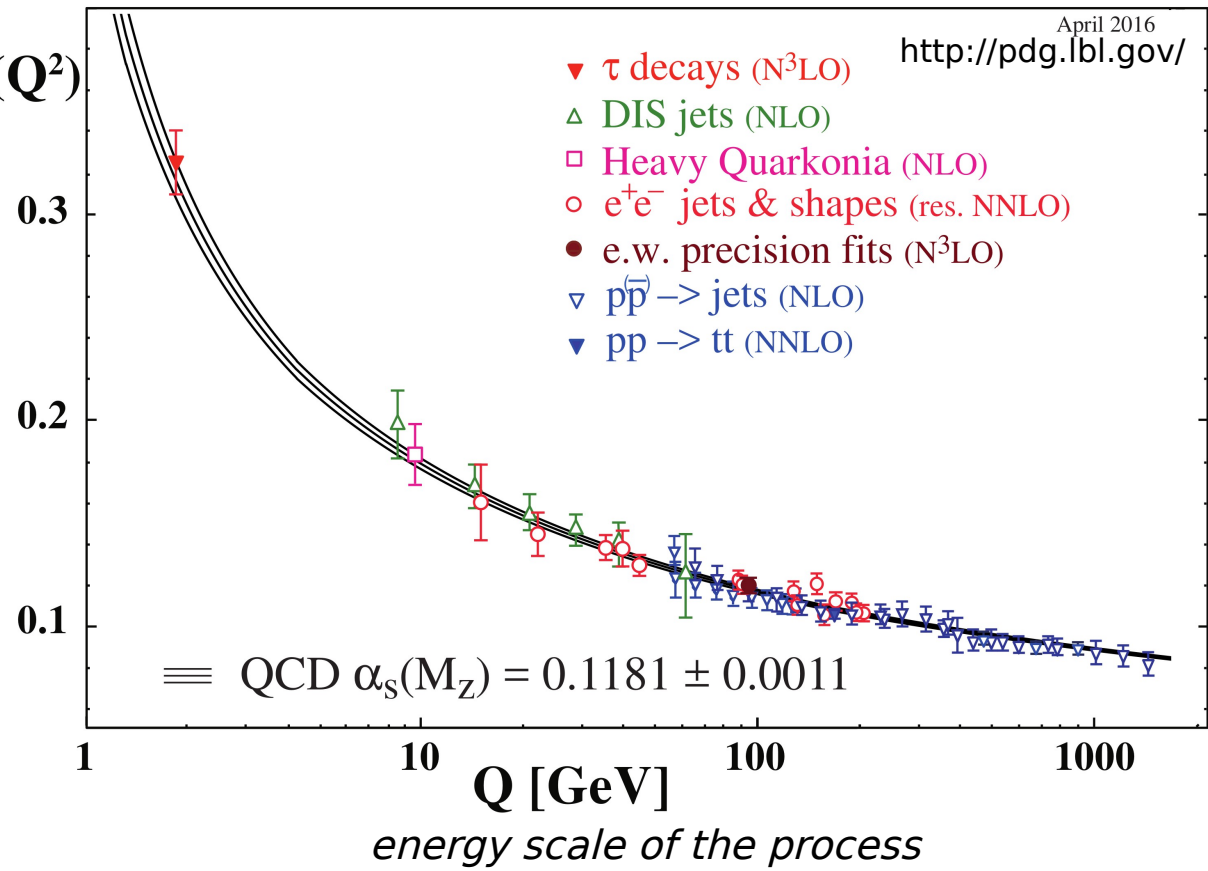 April 2016
http://pdg.lbl.gov/
(Q²)
τ decays (N³LO)
DIS jets (NLO)
Heavy Quarkonia (NLO)
e⁺e⁻ jets & shapes (res. NNLO)
e.w. precision fits (N³LO)
p(p̅) –> jets (NLO)
pp –> tt (NNLO)
0.3
0.2
0.1
QCD αₛ(M_Z) = 0.1181 ± 0.0011
1 10 100 1000
Q [GeV]
energy scale of the process